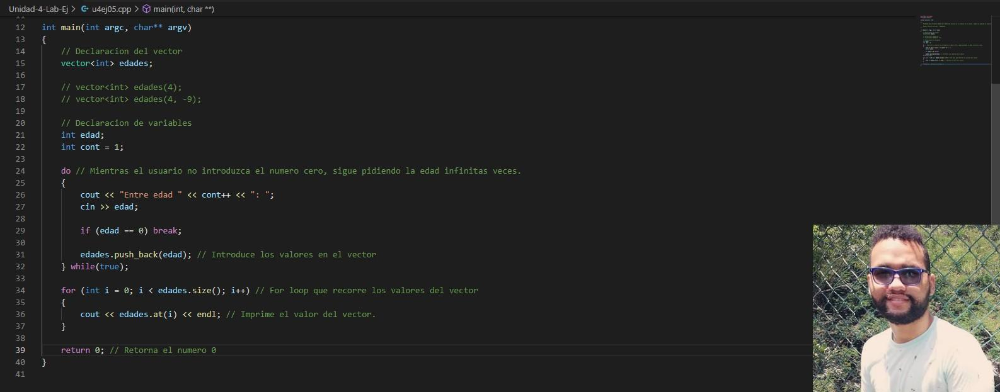 Unidad-4-Lab-Ej > u4ej05.cpp > main(int, char **)
11
12 int main(int argc, char** argv)
13 {
14 // Declaracion del vector
15 vector<int> edades;
16
17 // vector<int> edades(4);
18 // vector<int> edades(4, -9);
19
20 // Declaracion de variables
21 int edad;
22 int cont = 1;
23
24 do // Mientras el usuario no introduzca el numero cero, sigue pidiendo la edad infinitas veces.
25 {
26 cout << "Entre edad " << cont++ << ": ";
27 cin >> edad;
28
29 if (edad == 0) break;
30
31 edades.push_back(edad); // Introduce los valores en el vector
32 } while(true);
33
34 for (int i = 0; i < edades.size(); i++) // For loop que recorre los valores del vector
35 {
36 cout << edades.at(i) << endl; // Imprime el valor del vector.
37 }
38
39 return 0; // Retorna el numero 0
40 }
41